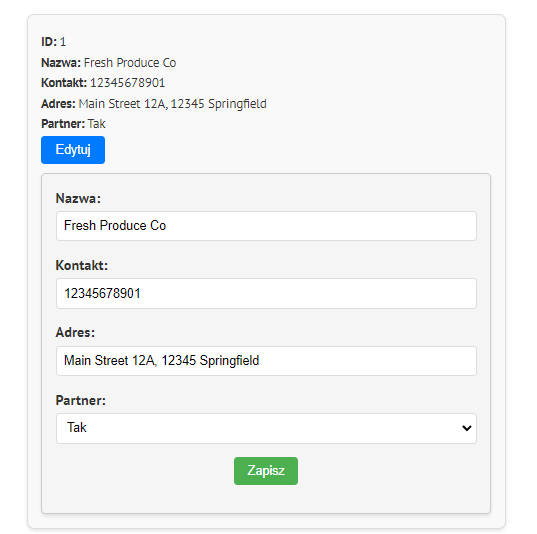 ID: 1
Nazwa: Fresh Produce Co
Kontakt: 12345678901
Adres: Main Street 12A, 12345 Springfield
Partner: Tak
Edytuj
Nazwa:
Fresh Produce Co
Kontakt:
12345678901
Adres:
Main Street 12A, 12345 Springfield
Partner:
Tak
Zapisz